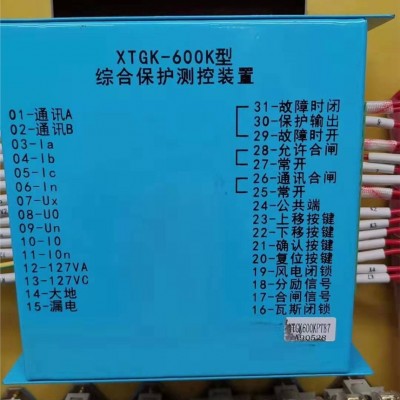 XTGK-600K型
综合保护测控装置
01-通讯A
02-通讯B
03-Ia
04-Ib
05-Ic
06-In
07-Ux
08-U0
09-Un
10-I0
11-I0n
12-127VA
13-127VC
14-大地
15-漏电
31-故障时闭
30-保护输出
29-故障时开
28-允许合闸
27-常开
26-通讯合闸
25-常开
24-公共端
23-上移按键
22-下移按键
21-确认按键
20-复位按键
19-风电闭锁
18-分励信号
17-合闸信号
16-瓦斯闭锁